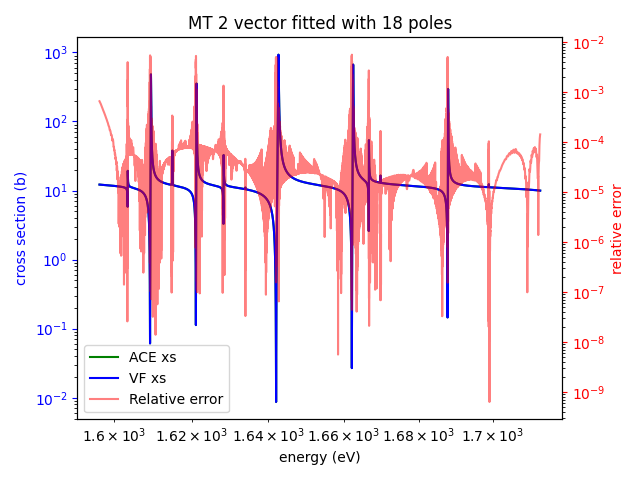 MT 2 vector fitted with 18 poles
cross section (b)
10³
10²
10¹
10⁰
10⁻¹
10⁻²
10⁻²
10⁻³
10⁻⁴
10⁻⁵
10⁻⁶
10⁻⁷
10⁻⁸
10⁻⁹
relative error
ACE xs
VF xs
Relative error
1.6 × 10³ 1.62 × 10³ 1.64 × 10³ 1.66 × 10³ 1.68 × 10³ 1.7 × 10³
energy (eV)